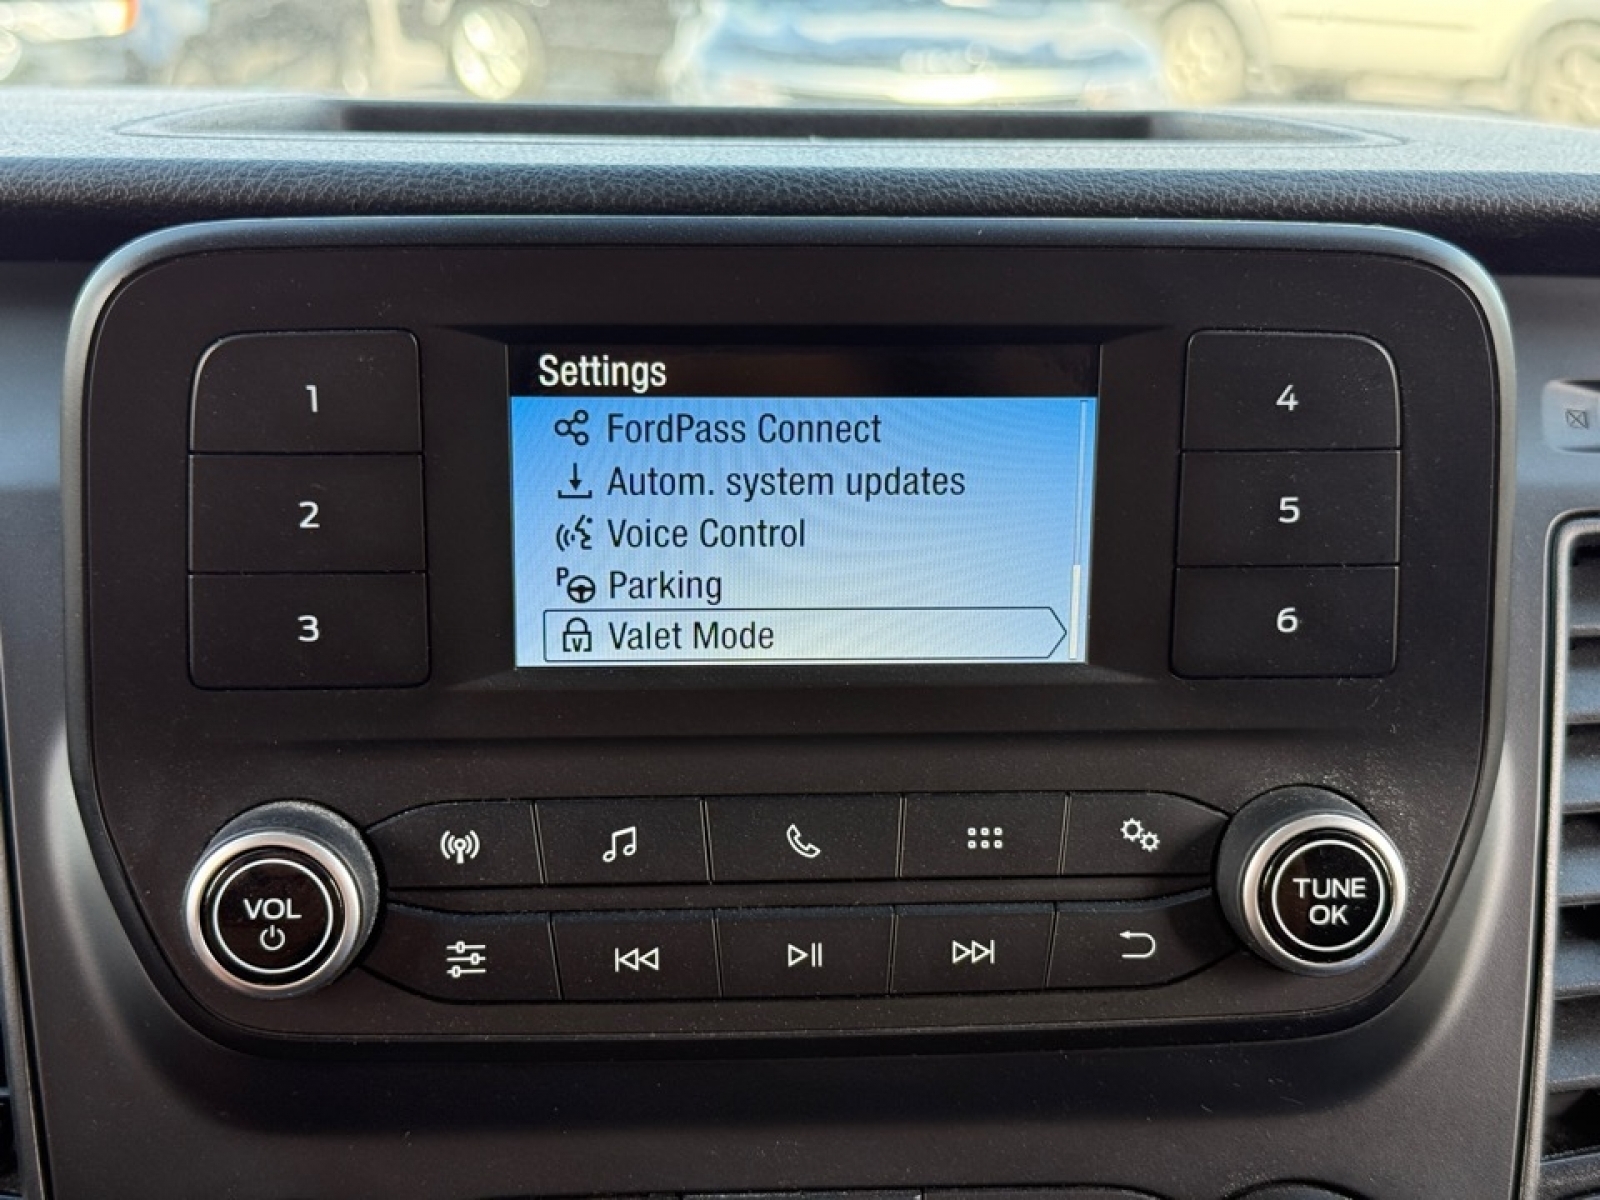 Settings
FordPass Connect
Autom. system updates
Voice Control
P Parking
V Valet Mode
1
2
3
4
5
6
VOL
TUNE
OK